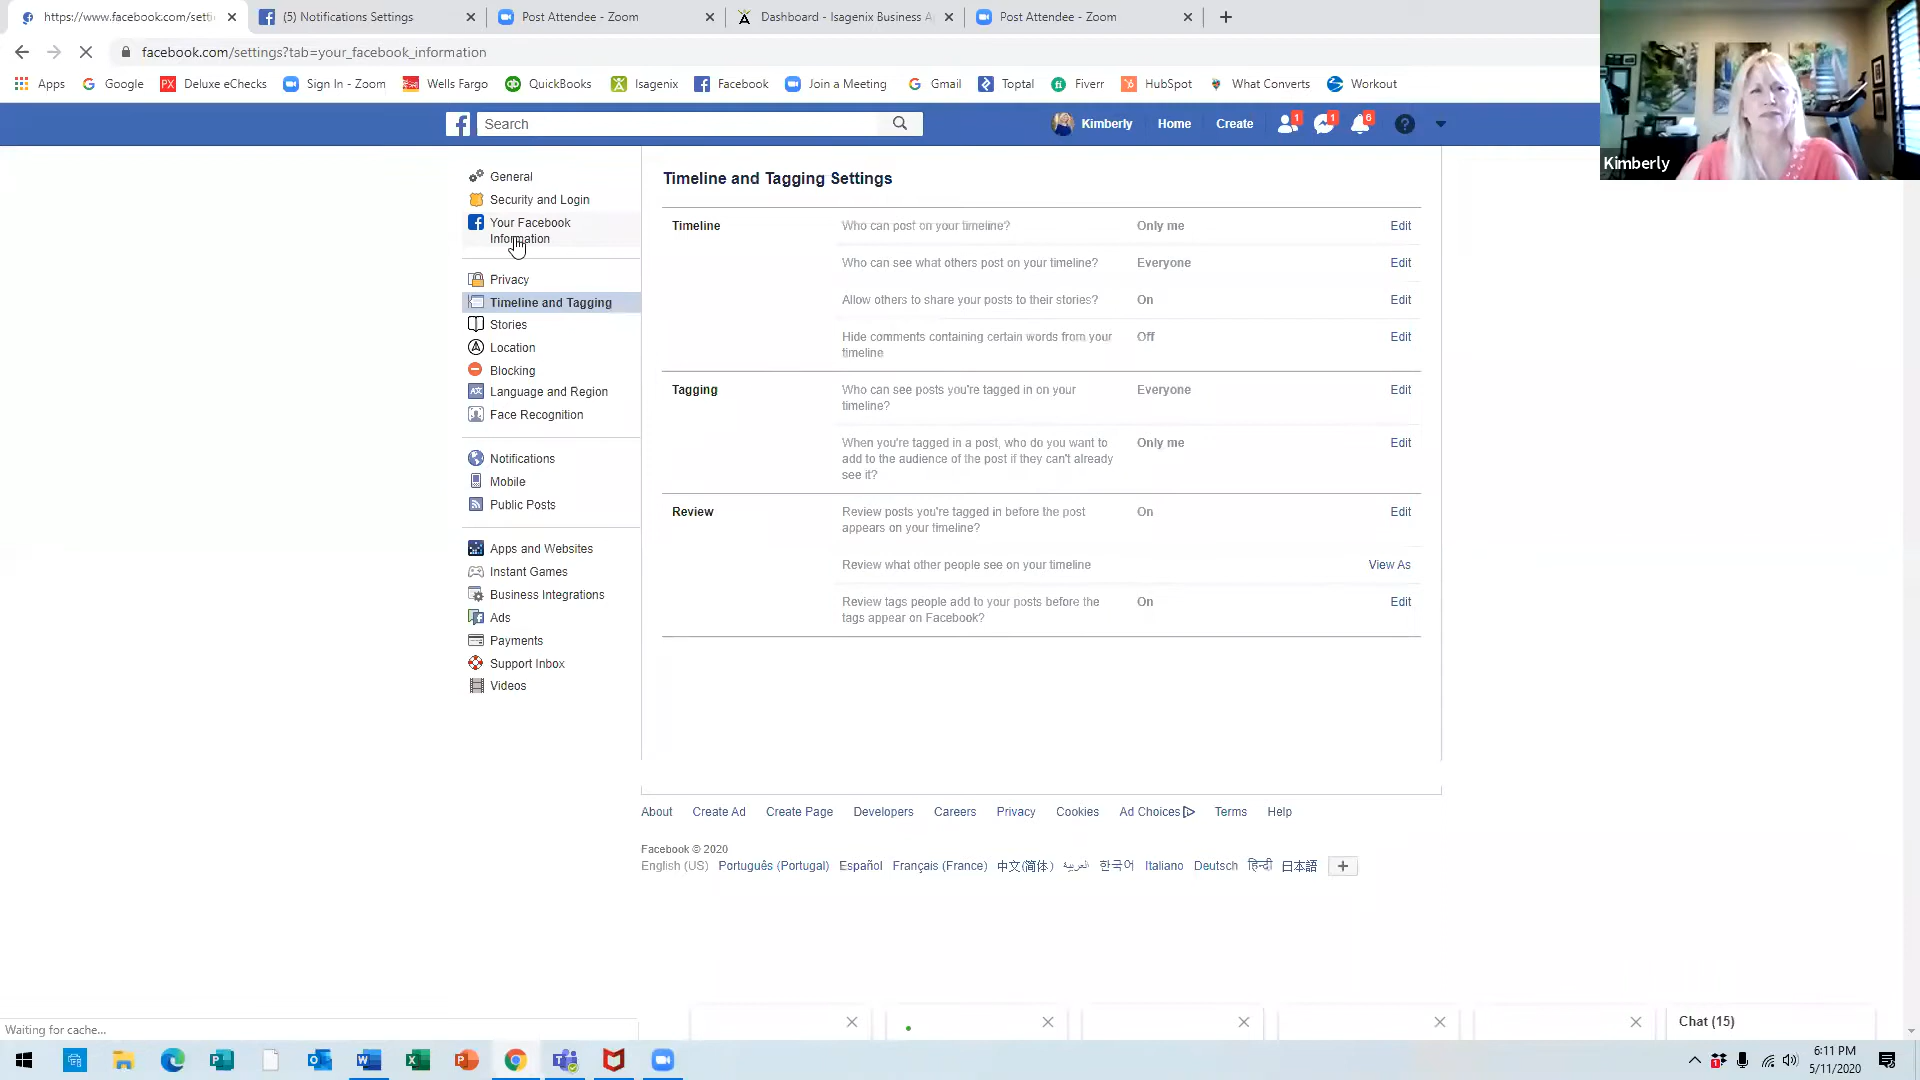 https://www.facebook.com/setti
(5) Notifications Settings
Post Attendee - Zoom
Dashboard - Isagenix Business A
Post Attendee - Zoom
facebook.com/settings?tab=your_facebook_information
Apps
Google
Deluxe eChecks
Sign In - Zoom
Wells Fargo
QuickBooks
Isagenix
Facebook
Join a Meeting
Gmail
Toptal
Fiverr
HubSpot
What Converts
Workout
Search
Kimberly
Home
Create
1
1
6
Kimberly
General
Security and Login
Your Facebook
Information
Privacy
Timeline and Tagging
Stories
Location
Blocking
Language and Region
Face Recognition
Notifications
Mobile
Public Posts
Apps and Websites
Instant Games
Business Integrations
Ads
Payments
Support Inbox
Videos
Timeline and Tagging Settings
Timeline
Who can post on your timeline?
Only me
Edit
Who can see what others post on your timeline?
Everyone
Edit
Allow others to share your posts to their stories?
On
Edit
Hide comments containing certain words from your
timeline
Off
Edit
Tagging
Who can see posts you're tagged in on your
timeline?
Everyone
Edit
When you're tagged in a post, who do you want to
add to the audience of the post if they can't already
see it?
Only me
Edit
Review
Review posts you're tagged in before the post
appears on your timeline?
On
Edit
Review what other people see on your timeline
View As
Review tags people add to your posts before the
tags appear on Facebook?
On
Edit
About
Create Ad
Create Page
Developers
Careers
Privacy
Cookies
Ad Choices
Terms
Help
Facebook © 2020
English (US)
Português (Portugal)
Español
Français (France)
中文(简体)
العربية
한국어
Italiano
Deutsch
हिन्दी
日本語
Waiting for cache...
Chat (15)
6:11 PM
5/11/2020